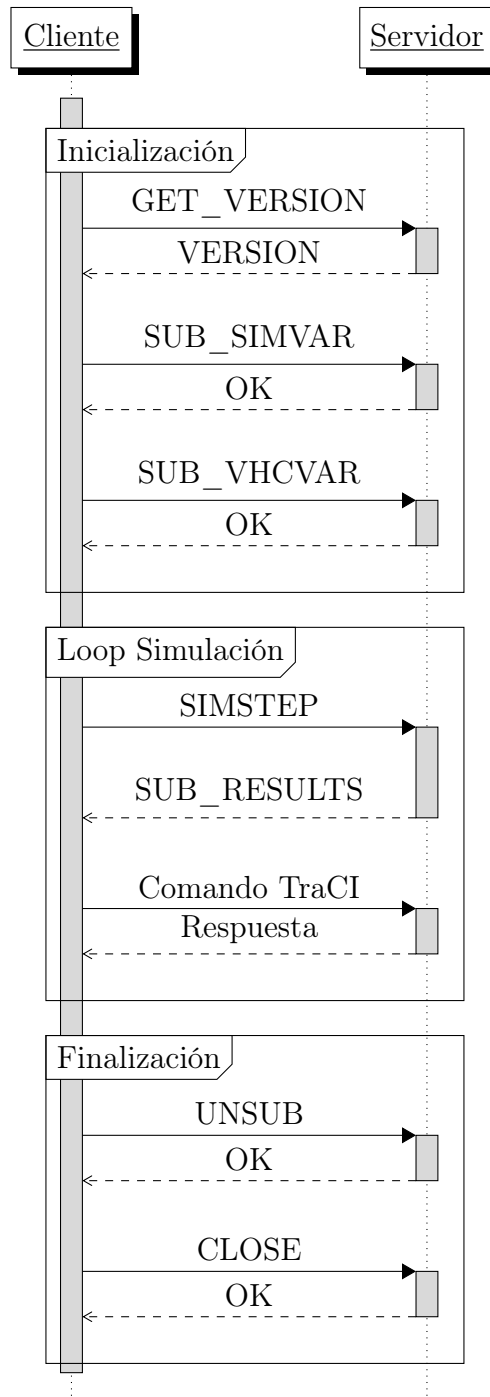 Cliente
Servidor
Inicialización
GET_VERSION
VERSION
SUB_SIMVAR
OK
SUB_VHCVAR
OK
Loop Simulación
SIMSTEP
SUB_RESULTS
Comando TraCI
Respuesta
Finalización
UNSUB
OK
CLOSE
OK